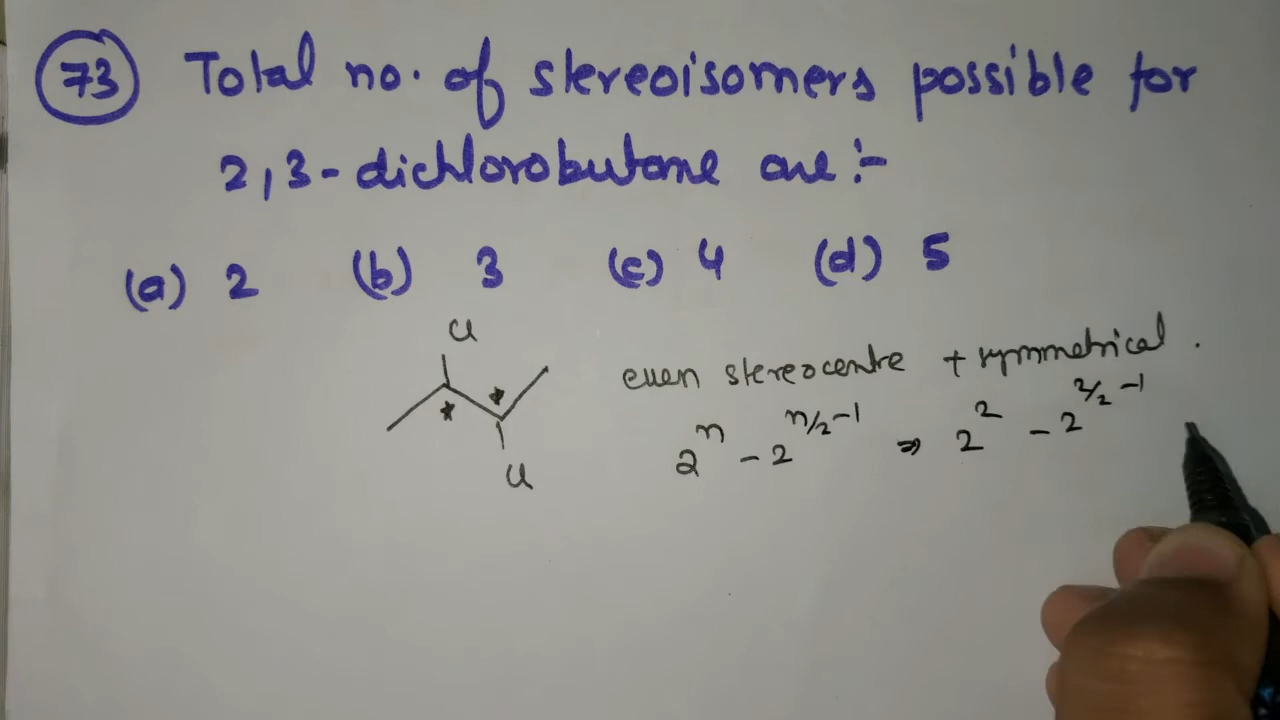 73 Total no. of stereoisomers possible for
2,3-dichlorobutane are :-
(a) 2 (b) 3 (c) 4 (d) 5
Cl
Cl
even stereocentre + symmetrical.
2^n - 2^(n/2-1) ⇒ 2^2 - 2^(2/2-1)